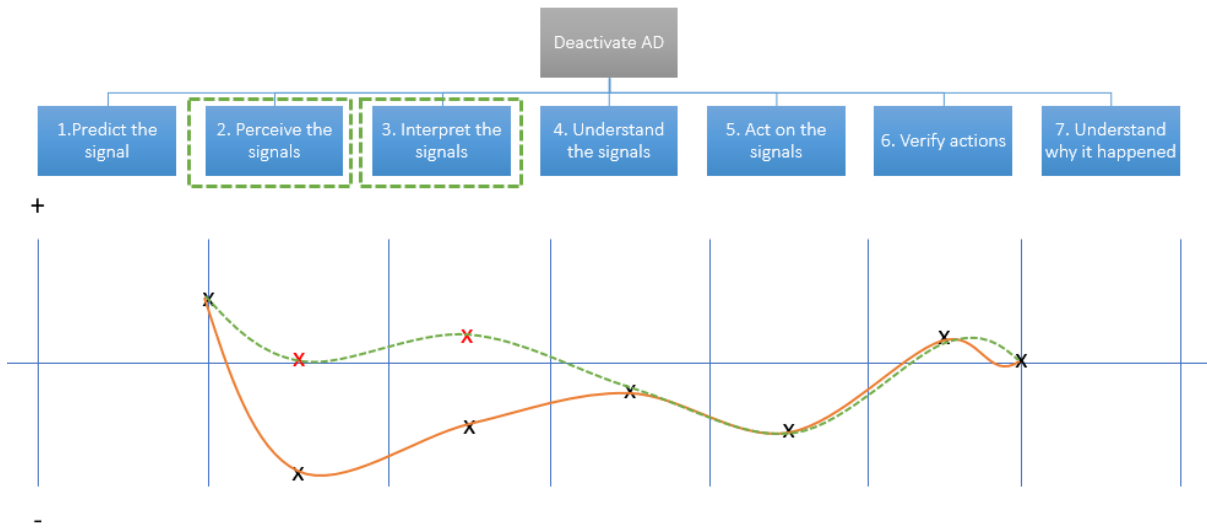 Deactivate AD
1.Predict the
signal
2. Perceive the
signals
3. Interpret the
signals
4. Understand
the signals
5. Act on the
signals
6. Verify actions
7. Understand
why it happened
+
X
X
X
X
X
X
X
X
X
-